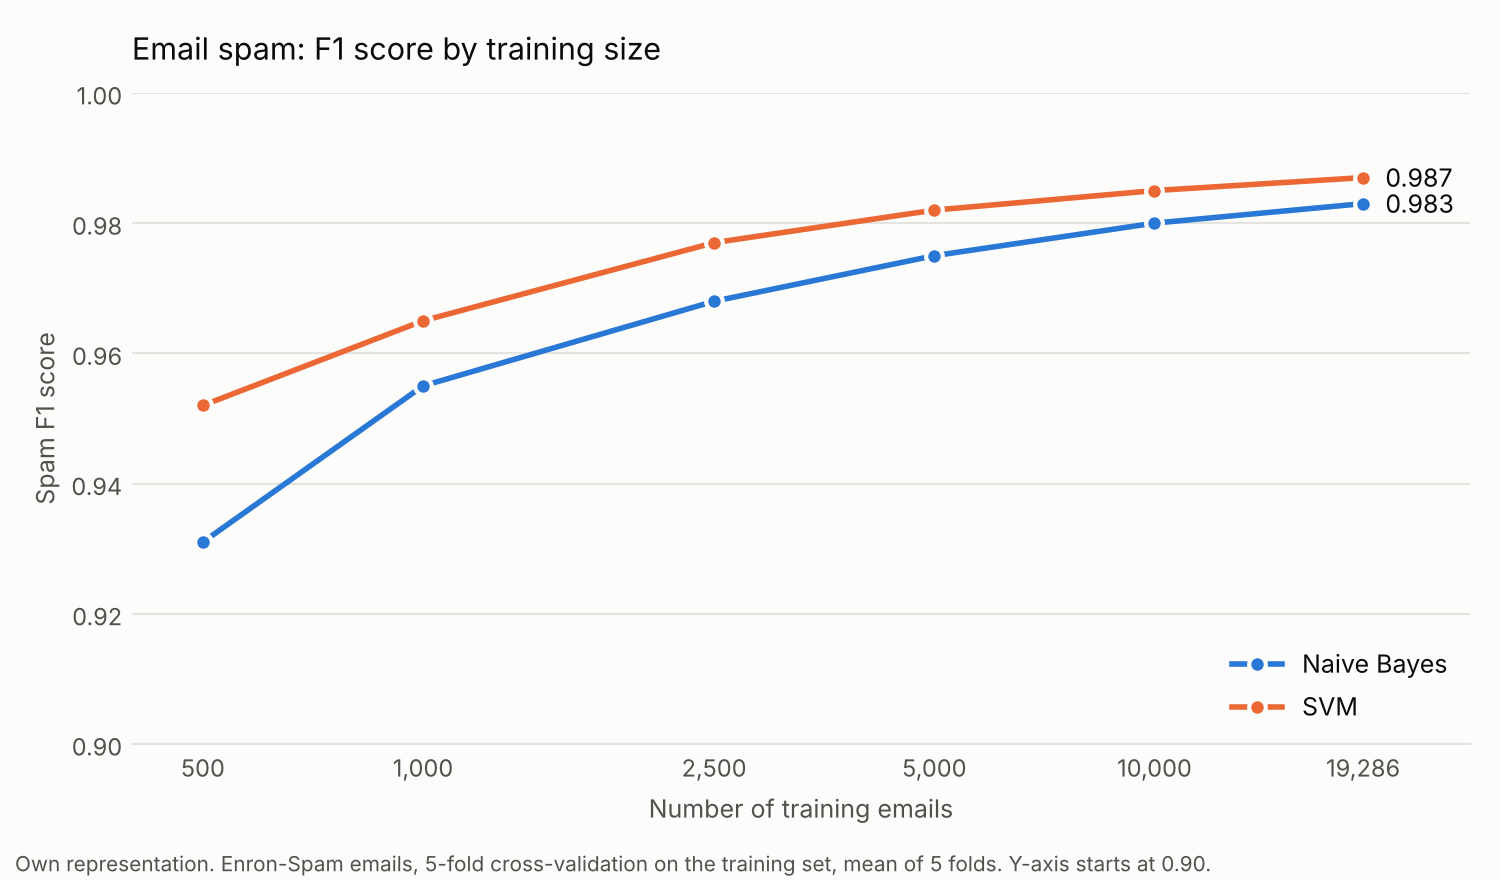 Email spam: F1 score by training size
1.00
0.98
0.96
0.94
0.92
0.90
Spam F1 score
0.987
0.983
Naive Bayes
SVM
500 1,000 2,500 5,000 10,000 19,286
Number of training emails
Own representation. Enron-Spam emails, 5-fold cross-validation on the training set, mean of 5 folds. Y-axis starts at 0.90.